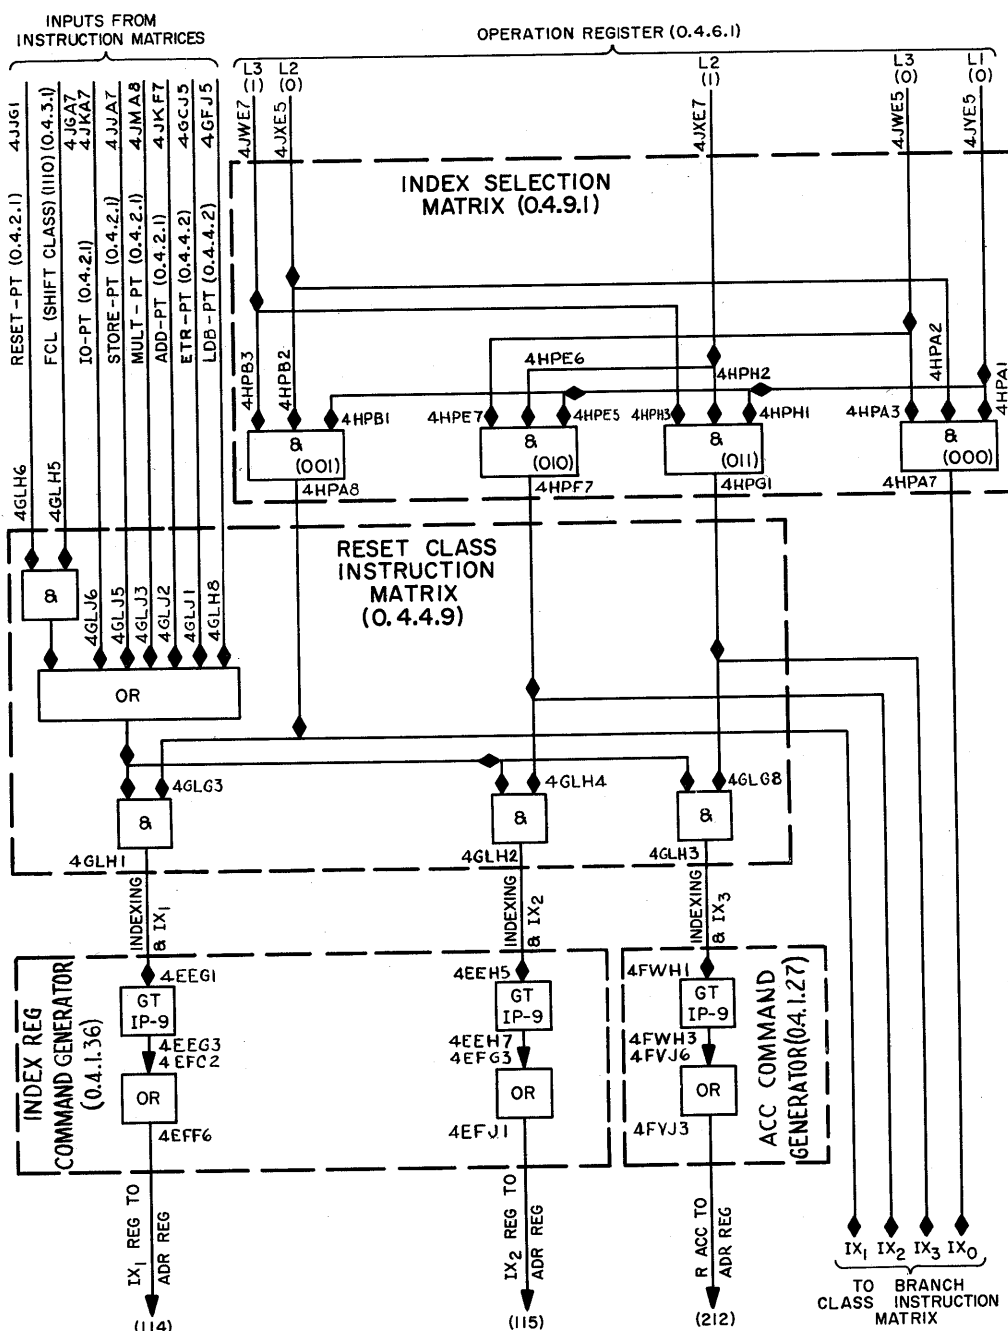 INPUTS FROM
INSTRUCTION MATRICES
OPERATION REGISTER (0.4.6.1)
L3
(1)
L2
(0)
L2
(1)
L3
(0)
L1
(0)
RESET-PT (0.4.2.1) 4JJG1
FCL (SHIFT CLASS) (1110) (0.4.3.1) 4JGA7
IO-PT (0.4.2.1) 4JKA7
STORE-PT (0.4.2.1) 4JJA7
MULT-PT (0.4.2.1) 4JMA8
ADD-PT (0.4.2.1) 4JKF7
ETR-PT (0.4.4.2) 4GCJ5
LDB-PT (0.4.4.2) 4GFJ5
4JWE7
4JXE5
4JXE7
4JWE5
4JYE5
INDEX SELECTION
MATRIX (0.4.9.1)
4HPB3
4HPB2
4HPB1
4HPE7
4HPE6
4HPE5
4HPH3
4HPH2
4HPH1
4HPA3
4HPA2
4HPA1
&
(001)
&
(010)
&
(011)
&
(000)
4HPA8
4HPF7
4HPG1
4HPA7
4GLH6
4GLH5
RESET CLASS
INSTRUCTION
MATRIX
(0.4.4.9)
&
4GLJ6
4GLJ5
4GLJ3
4GLJ2
4GLJ1
4GLH8
OR
4GLG3
4GLH4
4GLG8
&
&
&
4GLH1
4GLH2
4GLH3
INDEXING
& IX1
INDEXING
& IX2
INDEXING
& IX3
INDEX REG
COMMAND GENERATOR
(0.4.1.36)
4EEG1
GT
IP-9
4EEG3
4EFC2
OR
4EFF6
4EEH5
GT
IP-9
4EEH7
4EFG3
OR
4EFJ1
4FWH1
GT
IP-9
4FWH3
4FVJ6
OR
4FYJ3
ACC COMMAND
GENERATOR (0.4.1.27)
IX1 REG TO
ADR REG
IX2 REG TO
ADR REG
R ACC TO
ADR REG
(114)
(115)
(212)
IX1 IX2 IX3 IX0
TO BRANCH
CLASS INSTRUCTION
MATRIX